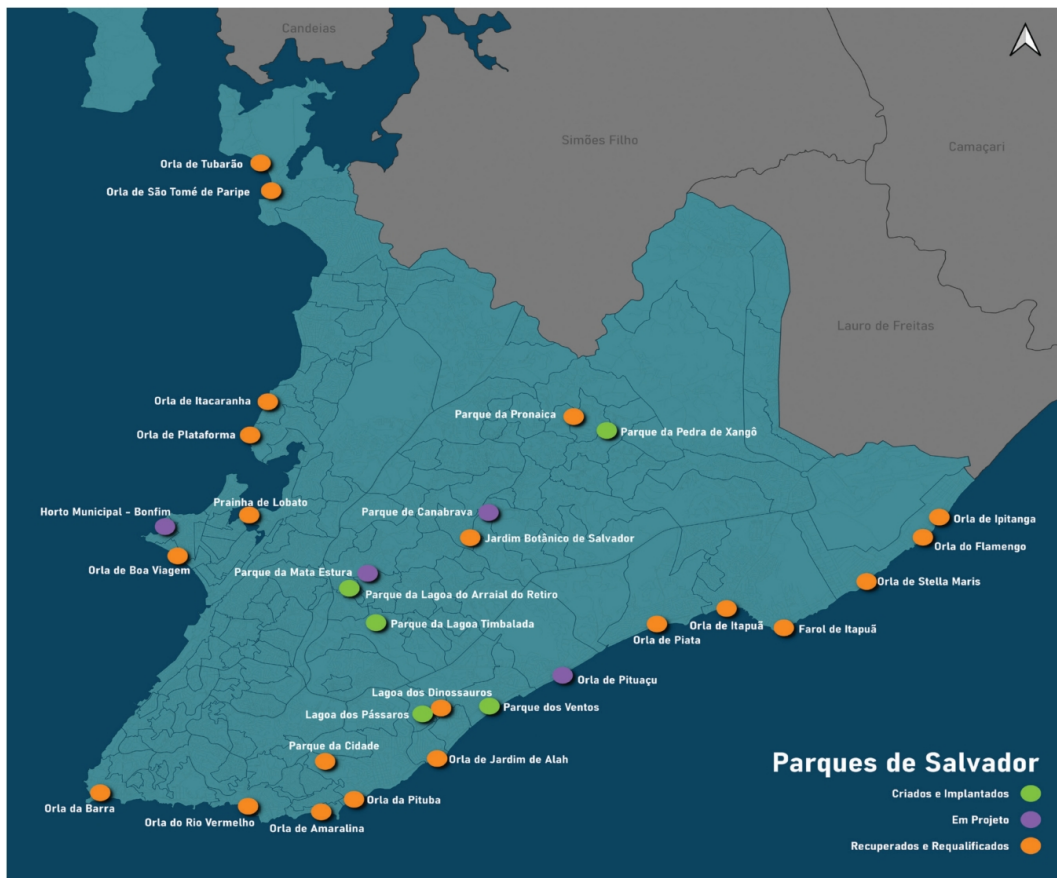 Candeias
Simões Filho
Camaçari
Orla de Tubarão
Orla de São Tomé de Paripe
Lauro de Freitas
Orla de Itacaranha
Parque da Pronaica
Parque da Pedra de Xangô
Orla de Plataforma
Prainha de Lobato
Horto Municipal - Bonfim
Parque de Canabrava
Orla de Ipitanga
Jardim Botânico de Salvador
Orla do Flamengo
Orla de Boa Viagem
Parque da Mata Estura
Orla de Stella Maris
Parque da Lagoa do Arraial do Retiro
Orla de Itapuã
Parque da Lagoa Timbalada
Farol de Itapuã
Orla de Piata
Orla de Pituaçu
Lagoa dos Dinossauros
Parque dos Ventos
Lagoa dos Pássaros
Parque da Cidade
Orla de Jardim de Alah
Orla da Pituba
Orla da Barra
Orla do Rio Vermelho
Orla de Amaralina
Parques de Salvador
Criados e Implantados
Em Projeto
Recuperados e Requalificados